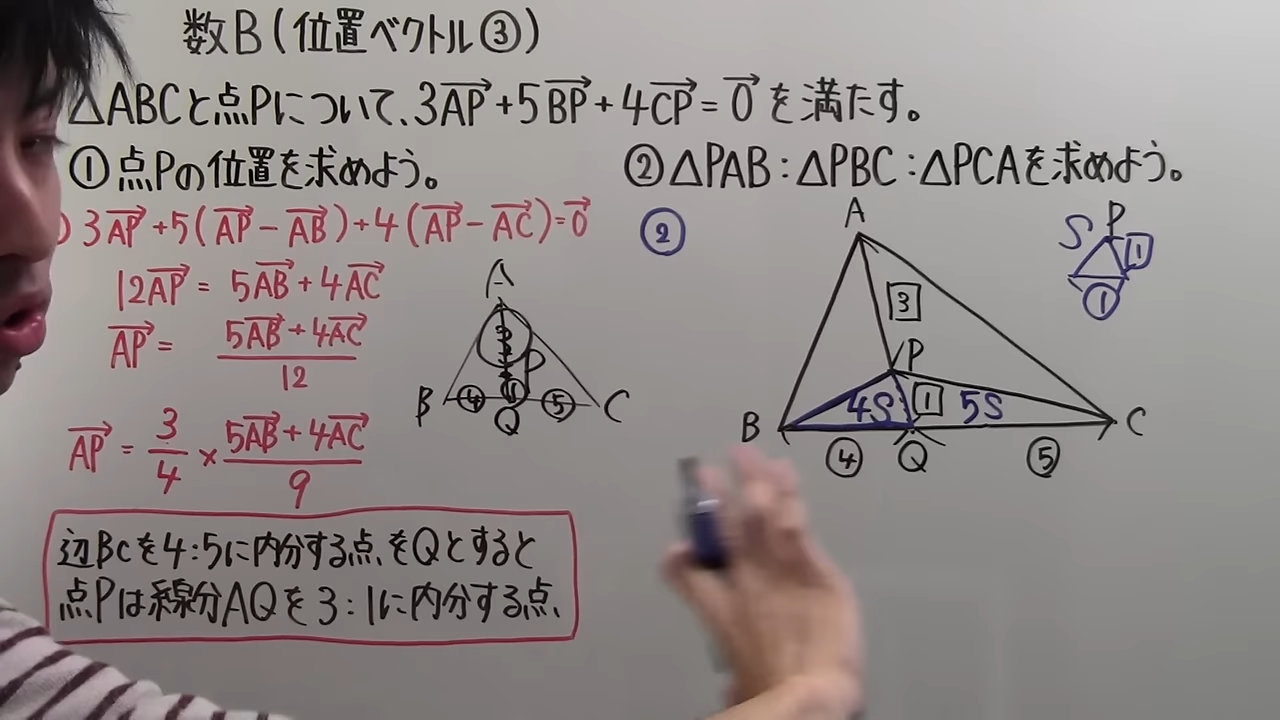 数B(位置ベクトル③)
△ABCと点Pについて、3AP→+5BP→+4CP→=0→を満たす。
①点Pの位置を求めよう。
②△PAB:△PBC:△PCAを求めよう。
) 3AP→+5(AP→-AB→)+4(AP→-AC→)=0→
12AP→= 5AB→+4AC→
AP→= 5AB→+4AC→/12
AP→= 3/4×5AB→+4AC→/9
辺BCを4:5に内分する点をQとすると
点Pは線分AQを3:1に内分する点
A
P
B ④ ① ⑤ C
Q
②
A
3
P
4S 1 5S
B C
④ Q ⑤
P
S 1
①